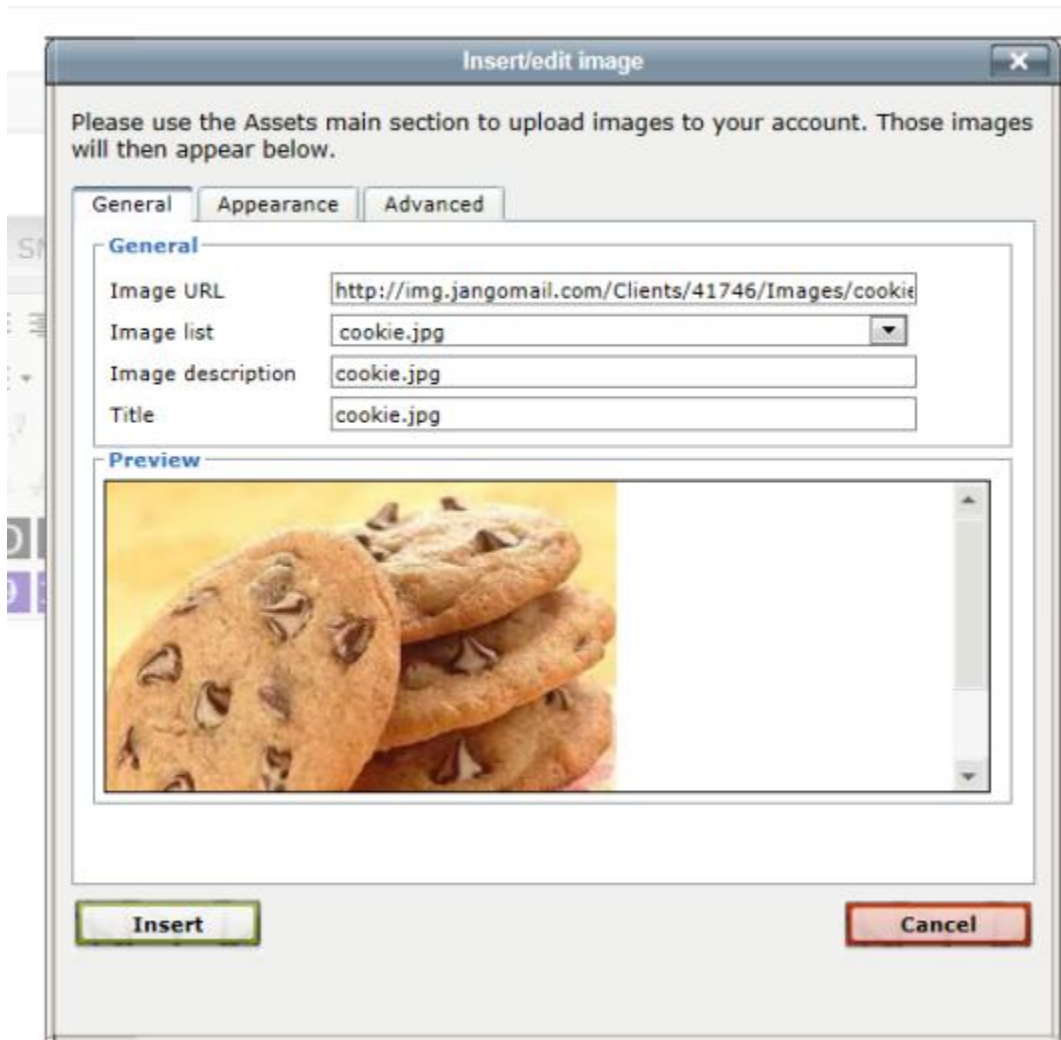 Insert/edit image
Please use the Assets main section to upload images to your account. Those images
will then appear below.
General Appearance Advanced
General
Image URL http://img.jangomail.com/Clients/41746/Images/cookie
Image list cookie.jpg
Image description cookie.jpg
Title cookie.jpg
Preview
Insert Cancel